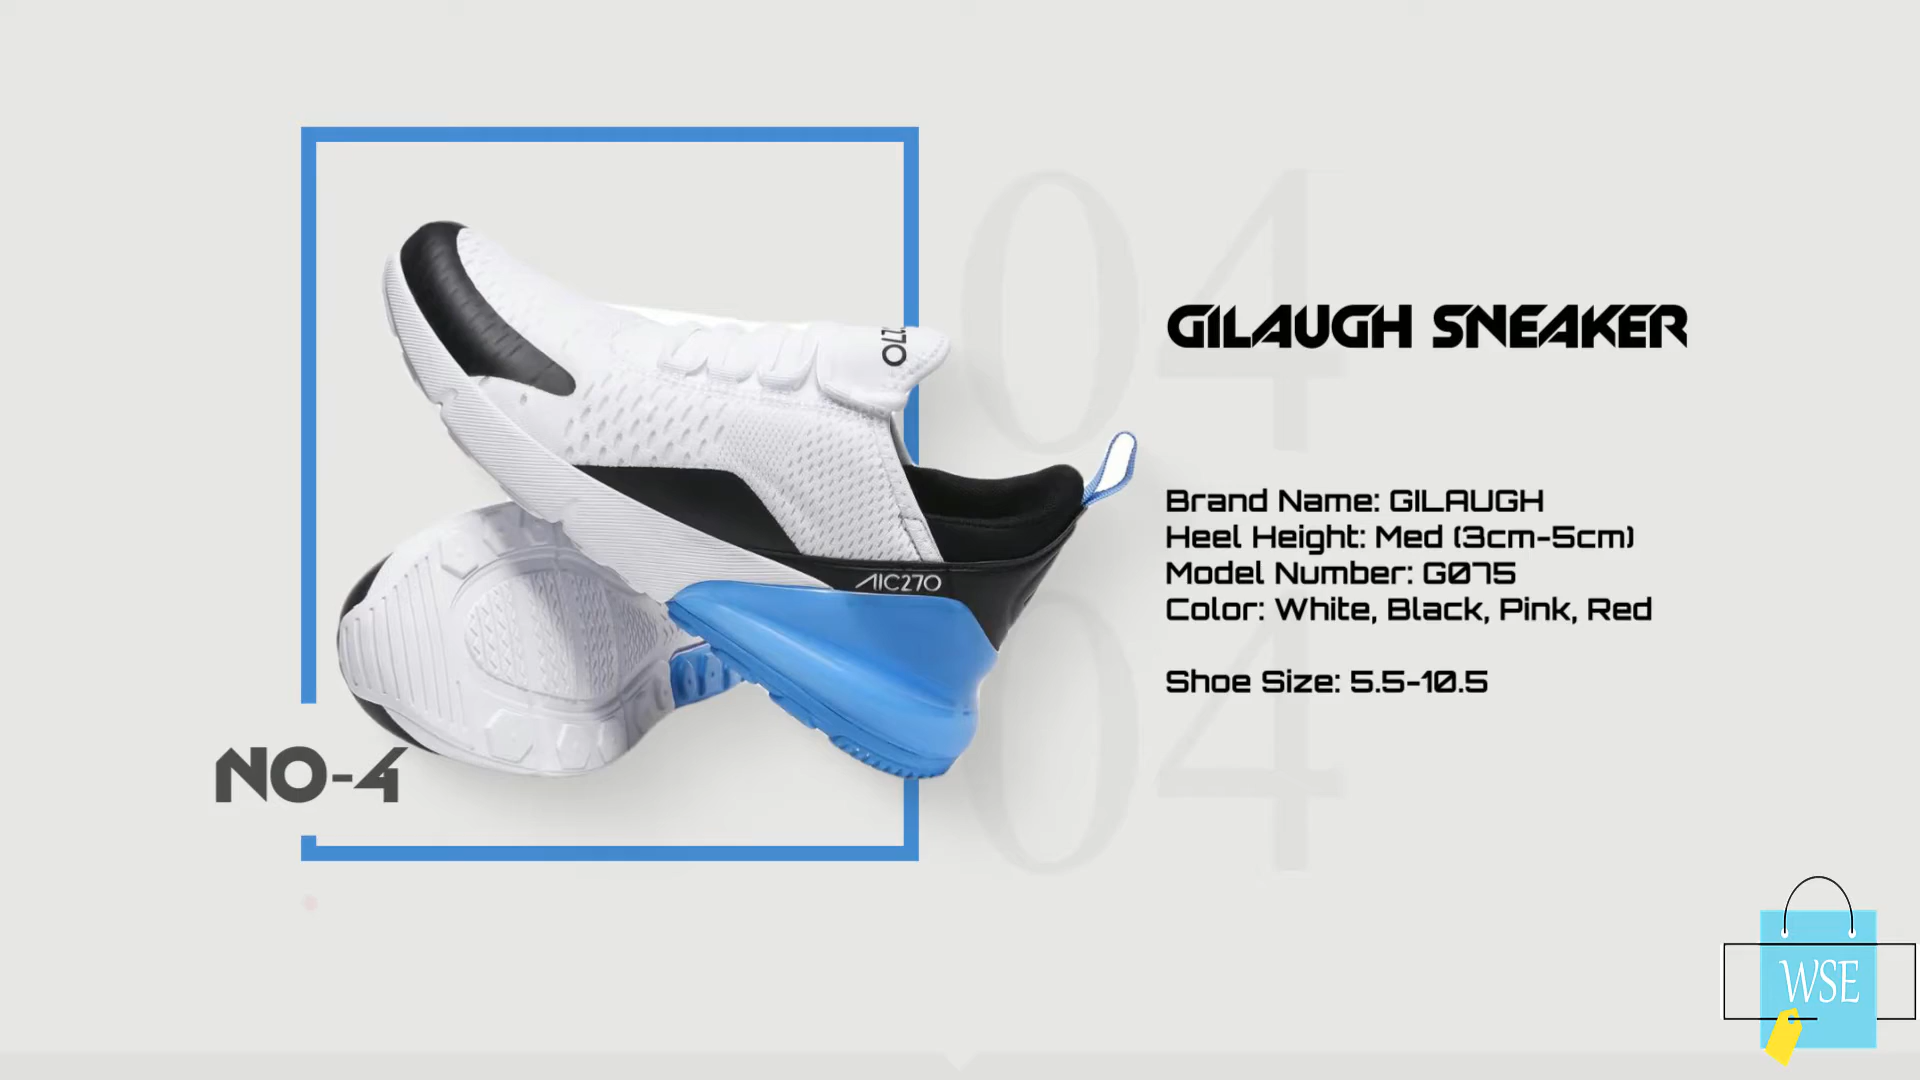 04
270
GILAUGH SNEAKER
Brand Name: GILAUGH
Heel Height: Med (3cm-5cm)
Model Number: G075
Color: White, Black, Pink, Red
AIC270
Shoe Size: 5.5-10.5
NO-4
04
WSE